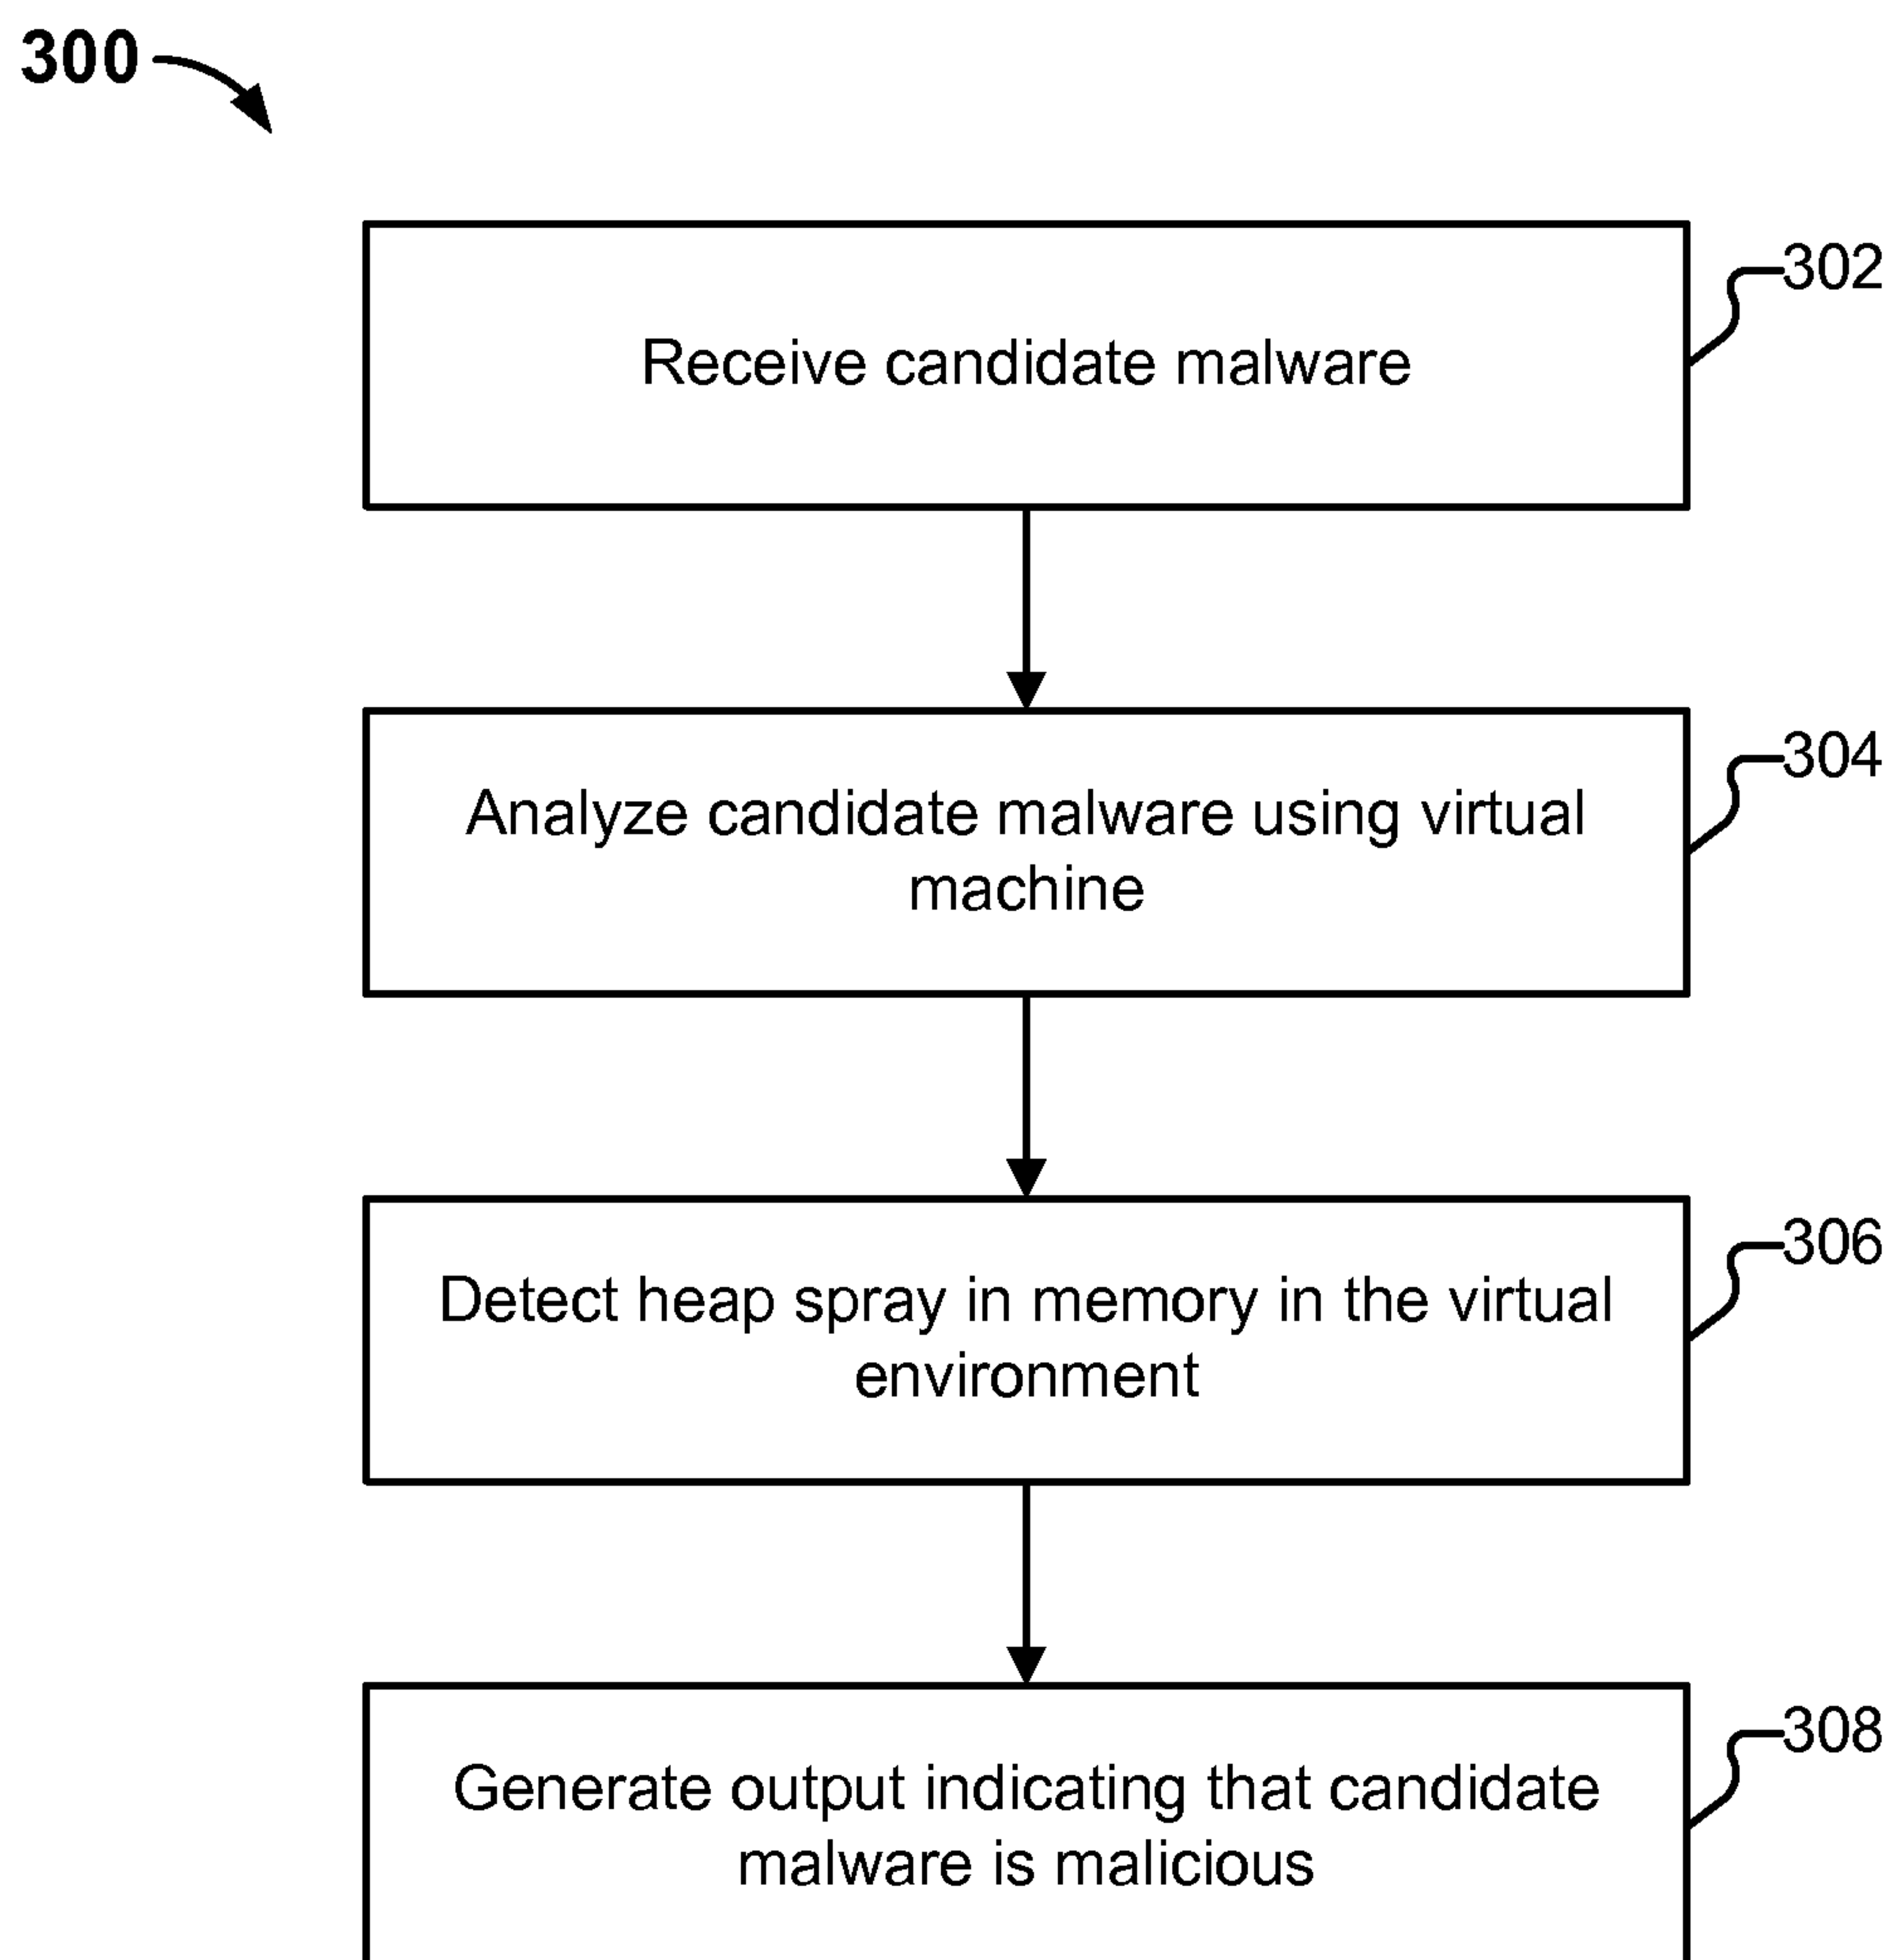 300
302
Receive candidate malware
304
Analyze candidate malware using virtual
machine
306
Detect heap spray in memory in the virtual
environment
308
Generate output indicating that candidate
malware is malicious